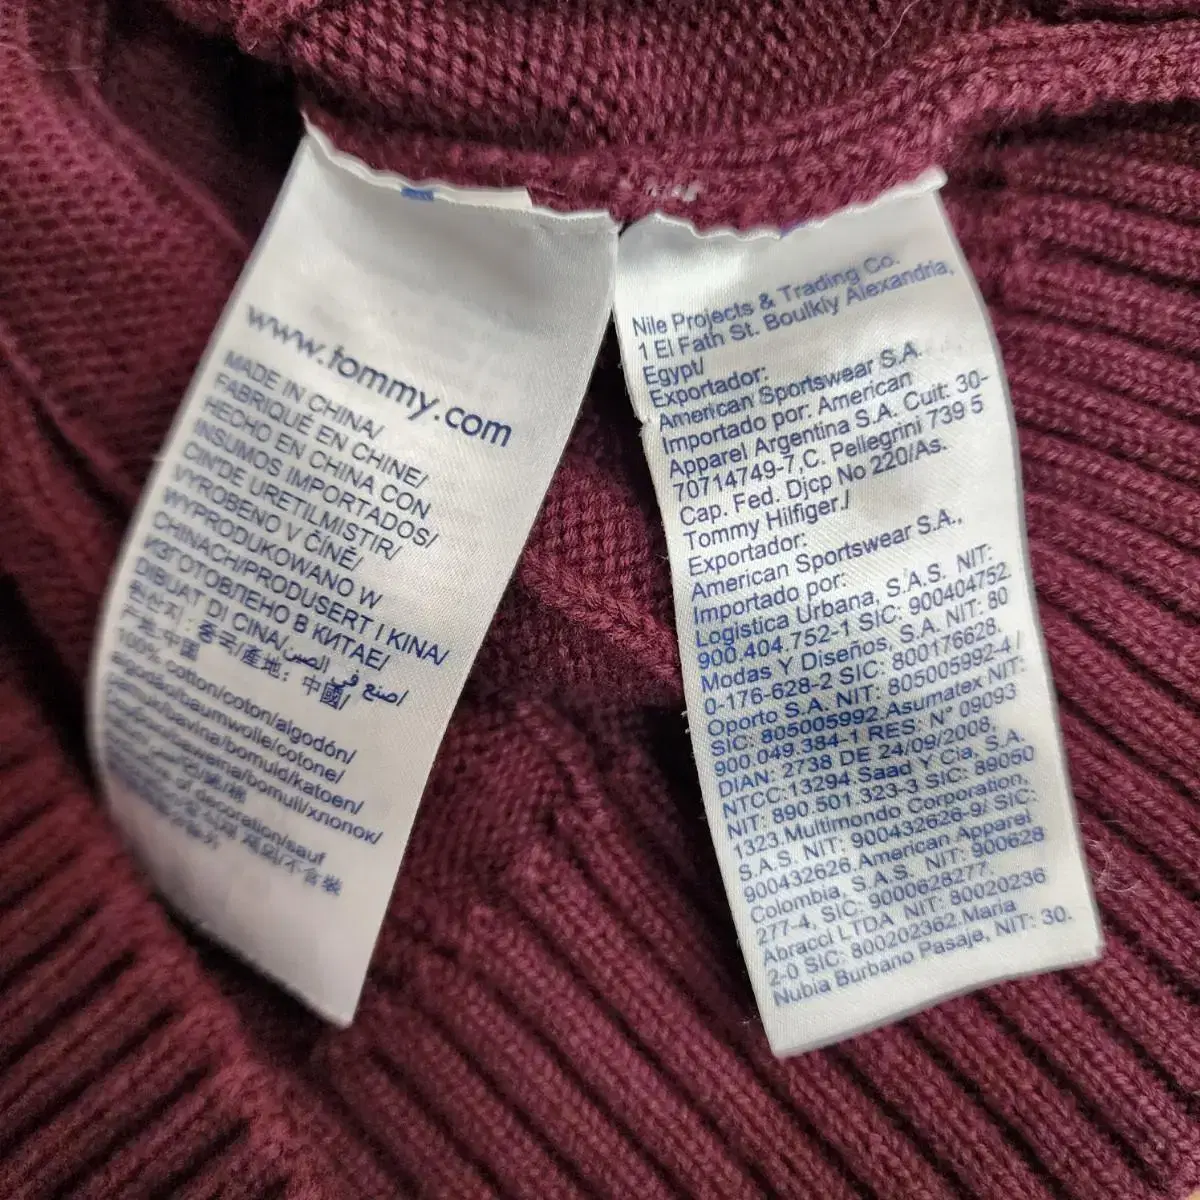 www.tommy.com
MADE IN CHINA/
FABRIQUÉ EN CHINE/
HECHO EN CHINA CON
INSUMOS IMPORTADOS/
ÇIN'DE URETILMISTIR/
VYROBENO V ČÍNĚ/
WYPRODUKOWANO W
CHINACH/PRODUSERT I KINA/
ИЗГОТОВЛЕНО В КИТАЕ/
DIBUAT DI CINA/صنع في الصين/
원산지: 중국/產地: 中國/
产地:中国
100% cotton/coton/algodón/
algodão/baumwolle/cotone/
pamuk/bavlna/bomuld/katoen/
bawełna/bomull/хлопок/
of decoration/sauf
제외/不含裝
Nile Projects & Trading Co.
1 El Fath St. Boulkly Alexandria,
Egypt/
Exportador:
American Sportswear S.A.
Importado por: American
Apparel Argentina S.A. Cuit: 30-
70714749-7,C. Pellegrini 739 5
Cap. Fed. Djcp No 220/As.
Tommy Hilfiger./
Exportador:
American Sportswear S.A.,
Importado por:
Logistica Urbana, S.A.S. NIT:
900.404.752-1 SIC: 900404752.
Modas Y Diseños, S.A. NIT: 80
0-176-628-2 SIC: 800176628.
Oporto S.A. NIT: 805005992-4/
SIC: 805005992.Asumatex NIT:
900.049.384-1 RES: N° 09093
DIAN: 2738 DE 24/09/2008,
NTCC:13294.Saad Y Cia, S.A.
NIT: 890.501.323-3 SIC: 89050
1323.Multimondo Corporation,
S.A.S. NIT: 900432626-9/ SIC:
900432626.American Apparel
Colombia, S.A.S. NIT: 900628
277-4, SIC: 9000628277.
Abracol LTDA NIT: 80020236
2-0 SIC: 800202362.Maria
Nubia Burbano Pasaje, NIT: 30.